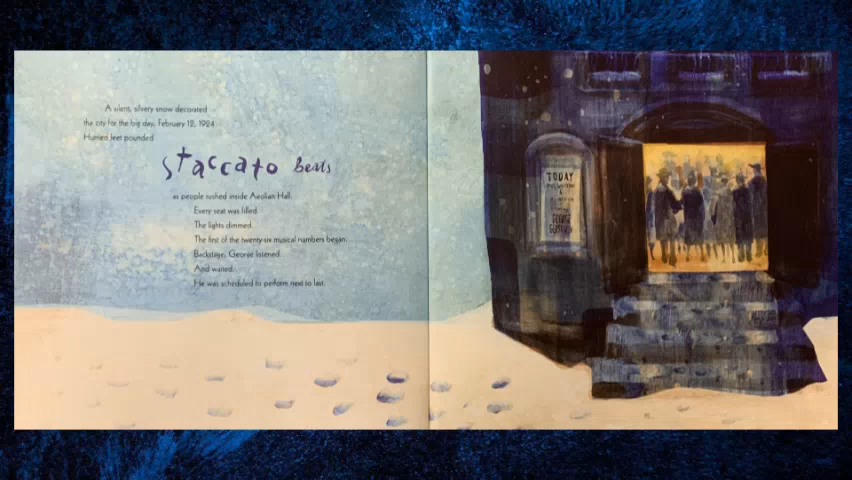 A silent, silvery snow decorated
the city for the big day, February 12, 1924.
Hurried feet pounded
staccato beats
as people rushed inside Aeolian Hall.
Every seat was filled.
The lights dimmed.
The first of the twenty-six musical numbers began.
Backstage, George listened.
And waited.
He was scheduled to perform next to last.
TODAY
GEORGE
GERSHWIN